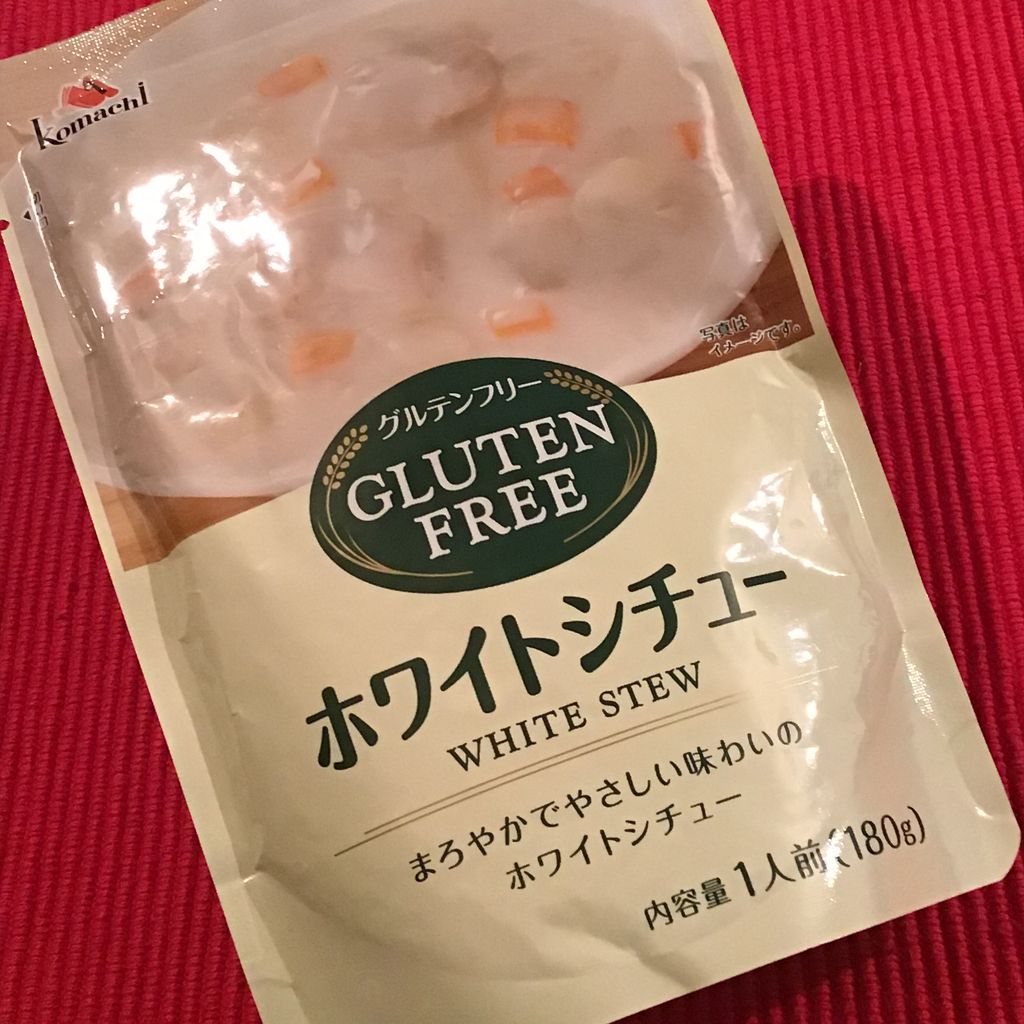 Komachi
写真は
イメージです。
グルテンフリー
GLUTEN
FREE
ホワイトシチュー
WHITE STEW
まろやかでやさしい味わいの
ホワイトシチュー
内容量 1人前(180g)